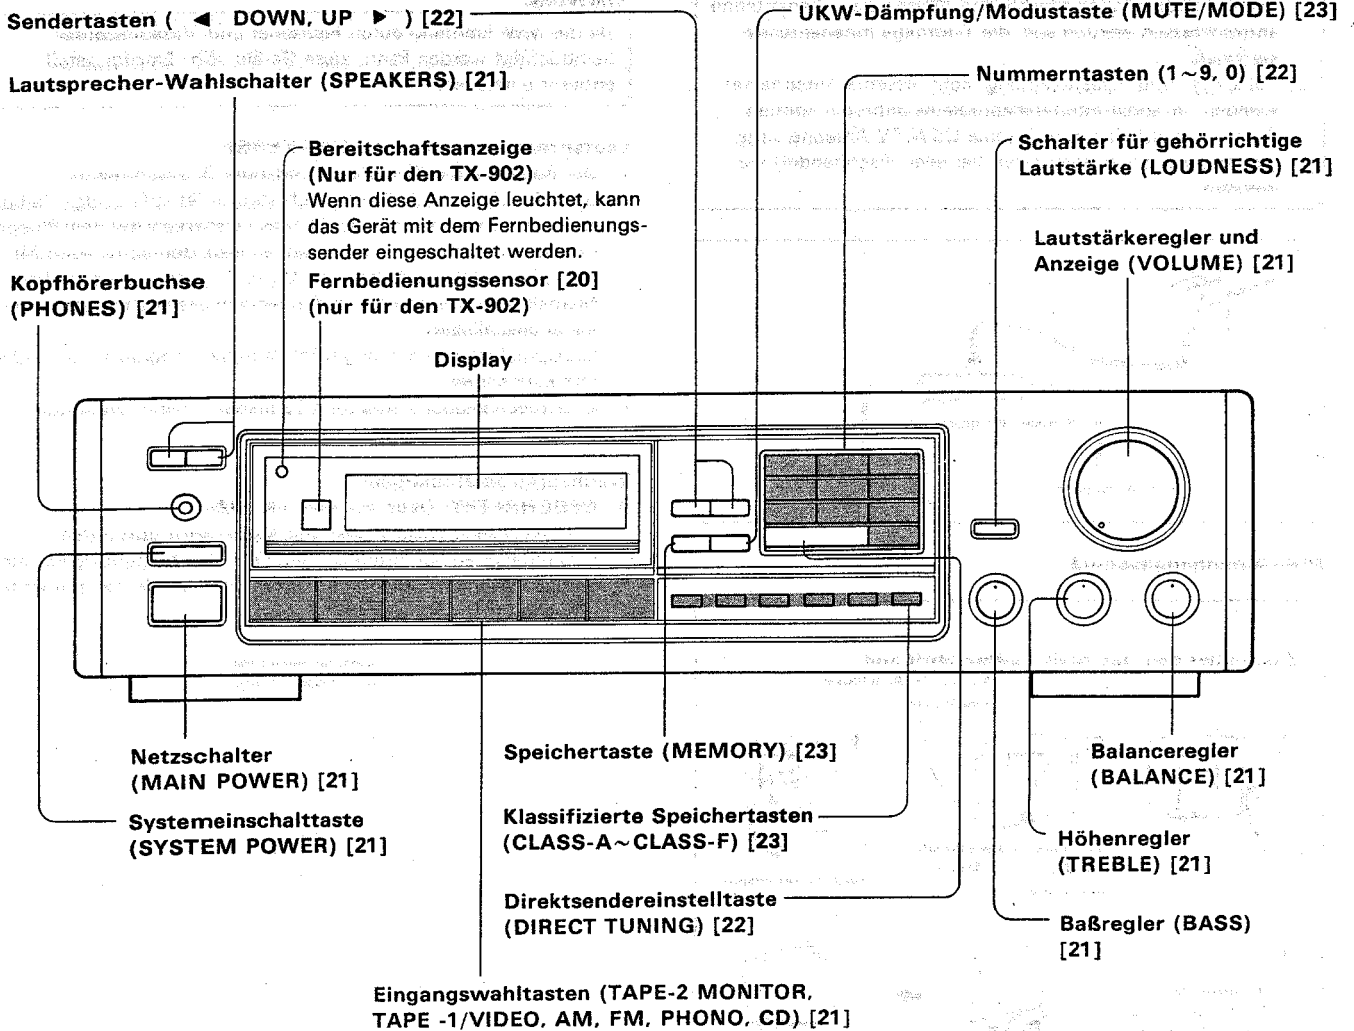 Sendertasten ( ◄ DOWN, UP ► ) [22]
UKW-Dämpfung/Modustaste (MUTE/MODE) [23]
Lautsprecher-Wahlschalter (SPEAKERS) [21]
Nummerntasten (1~9, 0) [22]
Bereitschaftsanzeige
(Nur für den TX-902)
Wenn diese Anzeige leuchtet, kann
das Gerät mit dem Fernbedienungs-
sender eingeschaltet werden.
Schalter für gehörrichtige
Lautstärke (LOUDNESS) [21]
Lautstärkeregler und
Anzeige (VOLUME) [21]
Kopfhörerbuchse
(PHONES) [21]
Fernbedienungssensor [20]
(nur für den TX-902)
Display
Netzschalter
(MAIN POWER) [21]
Systemeinschalttaste
(SYSTEM POWER) [21]
Speichertaste (MEMORY) [23]
Klassifizierte Speichertasten
(CLASS-A~CLASS-F) [23]
Direktsendereinstelltaste
(DIRECT TUNING) [22]
Eingangswahltasten (TAPE-2 MONITOR,
TAPE -1/VIDEO, AM, FM, PHONO, CD) [21]
Balanceregler
(BALANCE) [21]
Höhenregler
(TREBLE) [21]
Baßregler (BASS)
[21]